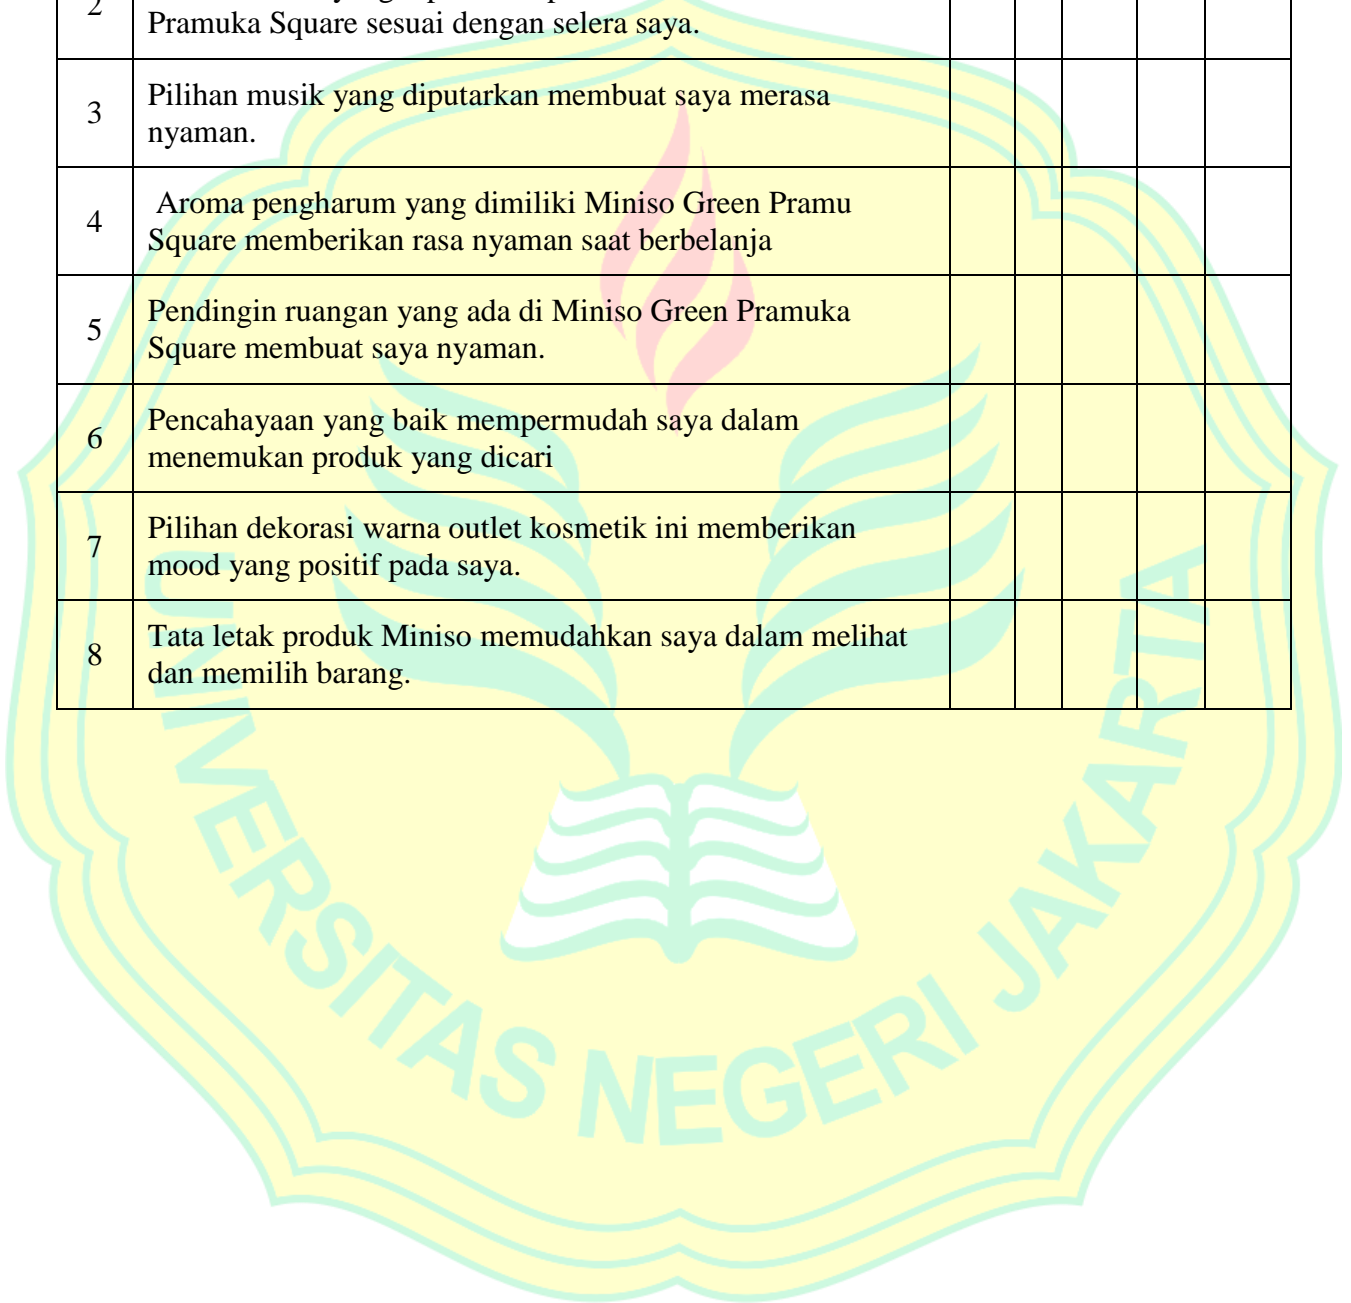 2
Pramuka Square sesuai dengan selera saya.
3
Pilihan musik yang diputarkan membuat saya merasa
nyaman.
4
Aroma pengharum yang dimiliki Miniso Green Pramu
Square memberikan rasa nyaman saat berbelanja
5
Pendingin ruangan yang ada di Miniso Green Pramuka
Square membuat saya nyaman.
6
Pencahayaan yang baik mempermudah saya dalam
menemukan produk yang dicari
7
Pilihan dekorasi warna outlet kosmetik ini memberikan
mood yang positif pada saya.
8
Tata letak produk Miniso memudahkan saya dalam melihat
dan memilih barang.
UNIVERSITAS NEGERI JAKARTA